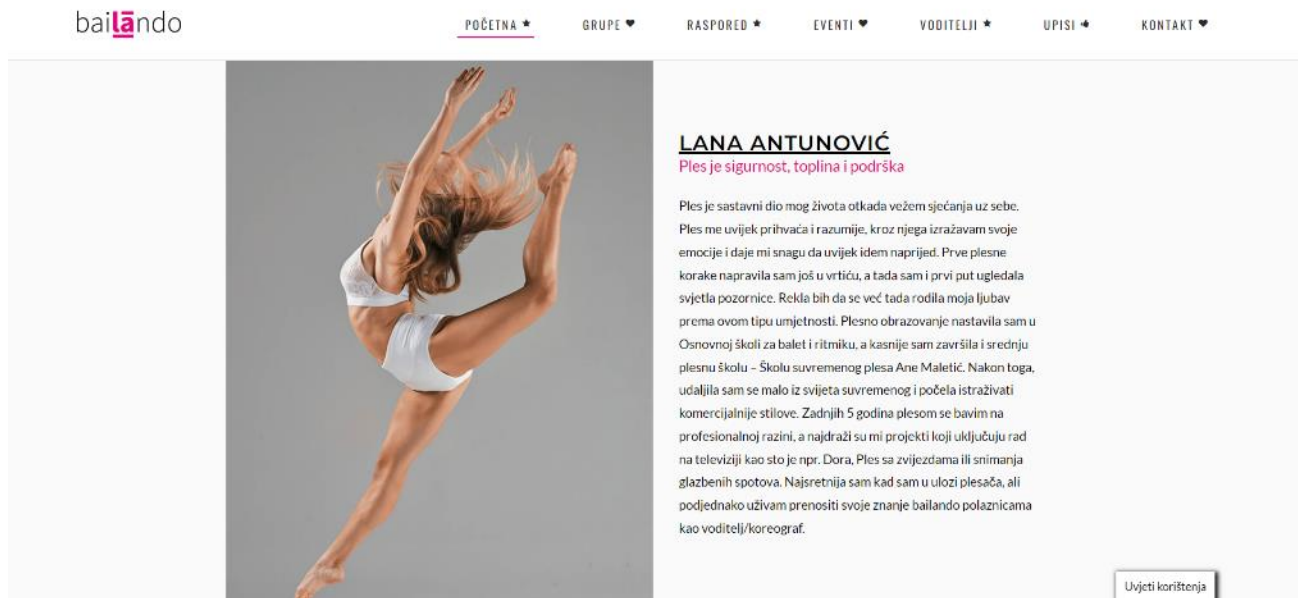 bailando
POČETNA GRUPE RASPORED EVENTI VODITELJI UPISI KONTAKT
LANA ANTUNOVIĆ
Ples je sigurnost, toplina i podrška
Ples je sastavni dio mog života otkada vežem sjećanja uz sebe.
Ples me uvijek prihvaća i razumije, kroz njega izražavam svoje
emocije i daje mi snagu da uvijek idem naprijed. Prve plesne
korake napravila sam još u vrtiću, a tada sam i prvi put ugledala
svjetla pozornice. Rekla bih da se već tada rodila moja ljubav
prema ovom tipu umjetnosti. Plesno obrazovanje nastavila sam u
Osnovnoj školi za balet i ritmiku, a kasnije sam završila i srednju
plesnu školu – Školu suvremenog plesa Ane Maletić. Nakon toga,
udaljila sam se malo iz svijeta suvremenog i počela istraživati
komercijalnije stilove. Zadnjih 5 godina plesom se bavim na
profesionalnoj razini, a najdraži su mi projekti koji uključuju rad
na televiziji kao sto je npr. Dora, Ples sa zvijezdama ili snimanja
glazbenih spotova. Najsretnija sam kad sam u ulozi plesača, ali
podjednako uživam prenositi svoje znanje bailando polaznicama
kao voditelj/koreograf.
Uvjeti korištenja